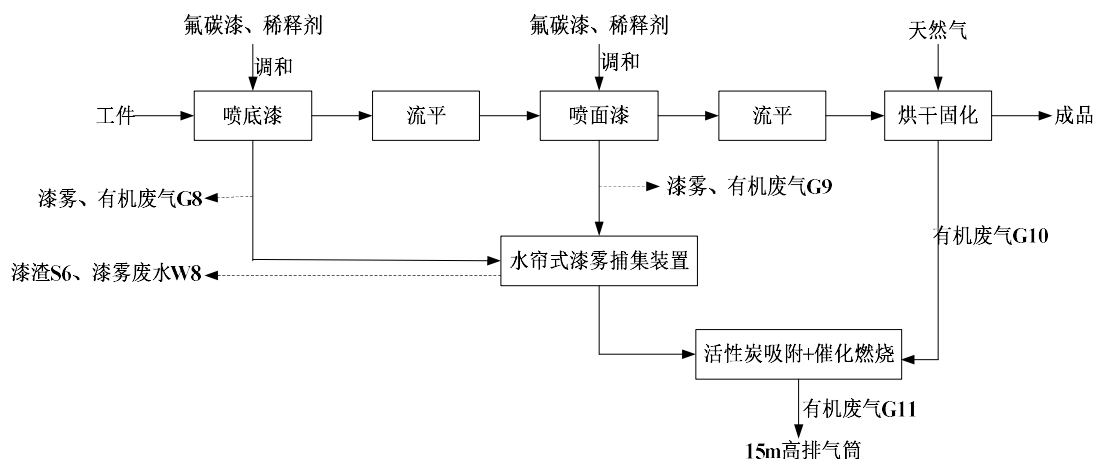 氟碳漆、稀释剂
氟碳漆、稀释剂
天然气
调和
调和
工件
喷底漆
流平
喷面漆
流平
烘干固化
成品
漆雾、有机废气G8
漆雾、有机废气G9
有机废气G10
漆渣S6、漆雾废水W8
水帘式漆雾捕集装置
活性炭吸附+催化燃烧
有机废气G11
15m高排气筒